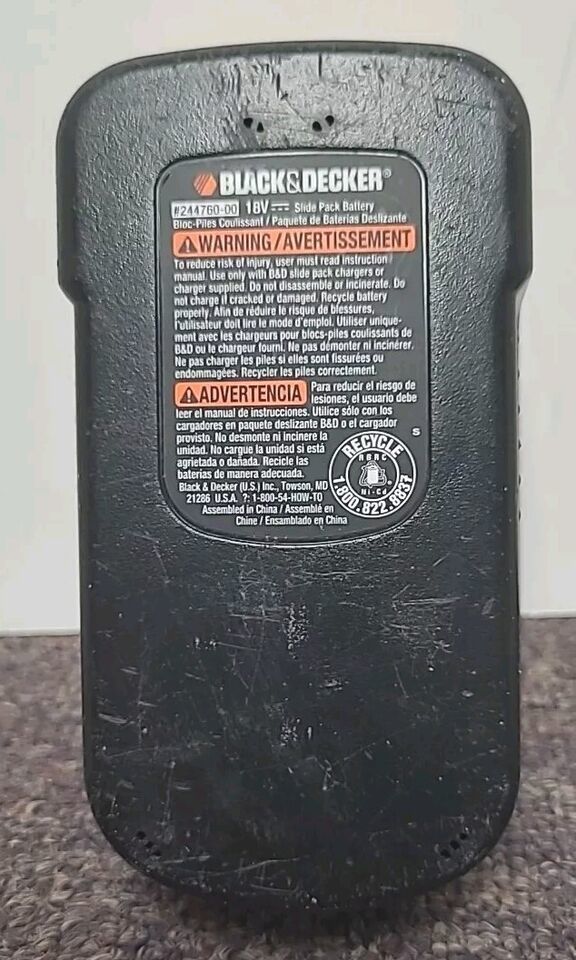 BLACK&DECKER®
#244760-00 18V Slide Pack Battery
Bloc-Piles Coulissant / Paquete de Baterias Deslizante
WARNING/AVERTISSEMENT
To reduce risk of injury, user must read instruction
manual. Use only with B&D slide pack chargers or
charger supplied. Do not disassemble or incinerate. Do
not charge if cracked or damaged. Recycle battery
properly. Afin de réduire le risque de blessures,
l'utilisateur doit lire le mode d'emploi. Utiliser unique-
ment avec les chargeurs pour blocs-piles coulissants de
B&D ou le chargeur fourni. Ne pas démonter ni incinérer.
Ne pas charger les piles si elles sont fissurées ou
endommagées. Recycler les piles correctement.
ADVERTENCIA Para reducir el riesgo de
lesiones, el usuario debe
leer el manual de instrucciones. Utilice sólo con los
cargadores en paquete deslizante B&D o el cargador
provisto. No desmonte ni incinere la
unidad. No cargue la unidad si está
agrietada o dañada. Recicle las
baterias de manera adecuada.
S
Black & Decker (U.S.) Inc., Towson, MD
21286 U.S.A. ?: 1-800-54-HOW-TO
Assembled in China / Assemblé en
Chine / Ensamblado en China
RECYCLE
RBRC
Ni-Cd
1.800.822.8837